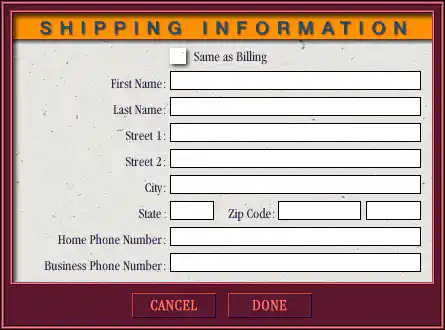 SHIPPING INFORMATION
Same as Billing
First Name:
Last Name:
Street 1:
Street 2:
City:
State: Zip Code:
Home Phone Number:
Business Phone Number:
CANCEL DONE